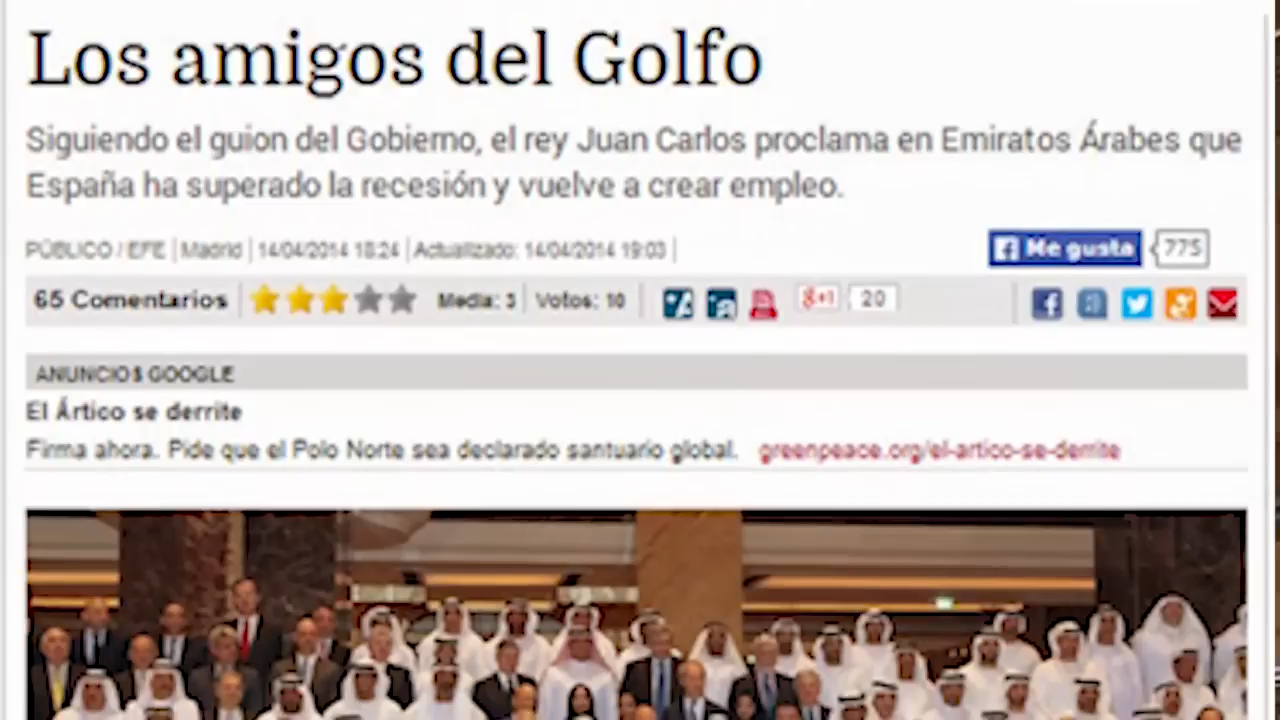 Los amigos del Golfo
Siguiendo el guion del Gobierno, el rey Juan Carlos proclama en Emiratos Árabes que
España ha superado la recesión y vuelve a crear empleo.
PÚBLICO / EFE | Madrid | 14/04/2014 18:24 | Actualizado: 14/04/2014 19:03 |
Me gusta 775
65 Comentarios Media: 3 Votos: 10 g+1 20
ANUNCIOS GOOGLE
El Ártico se derrite
Firma ahora. Pide que el Polo Norte sea declarado santuario global. greenpeace.org/el-artico-se-derrite